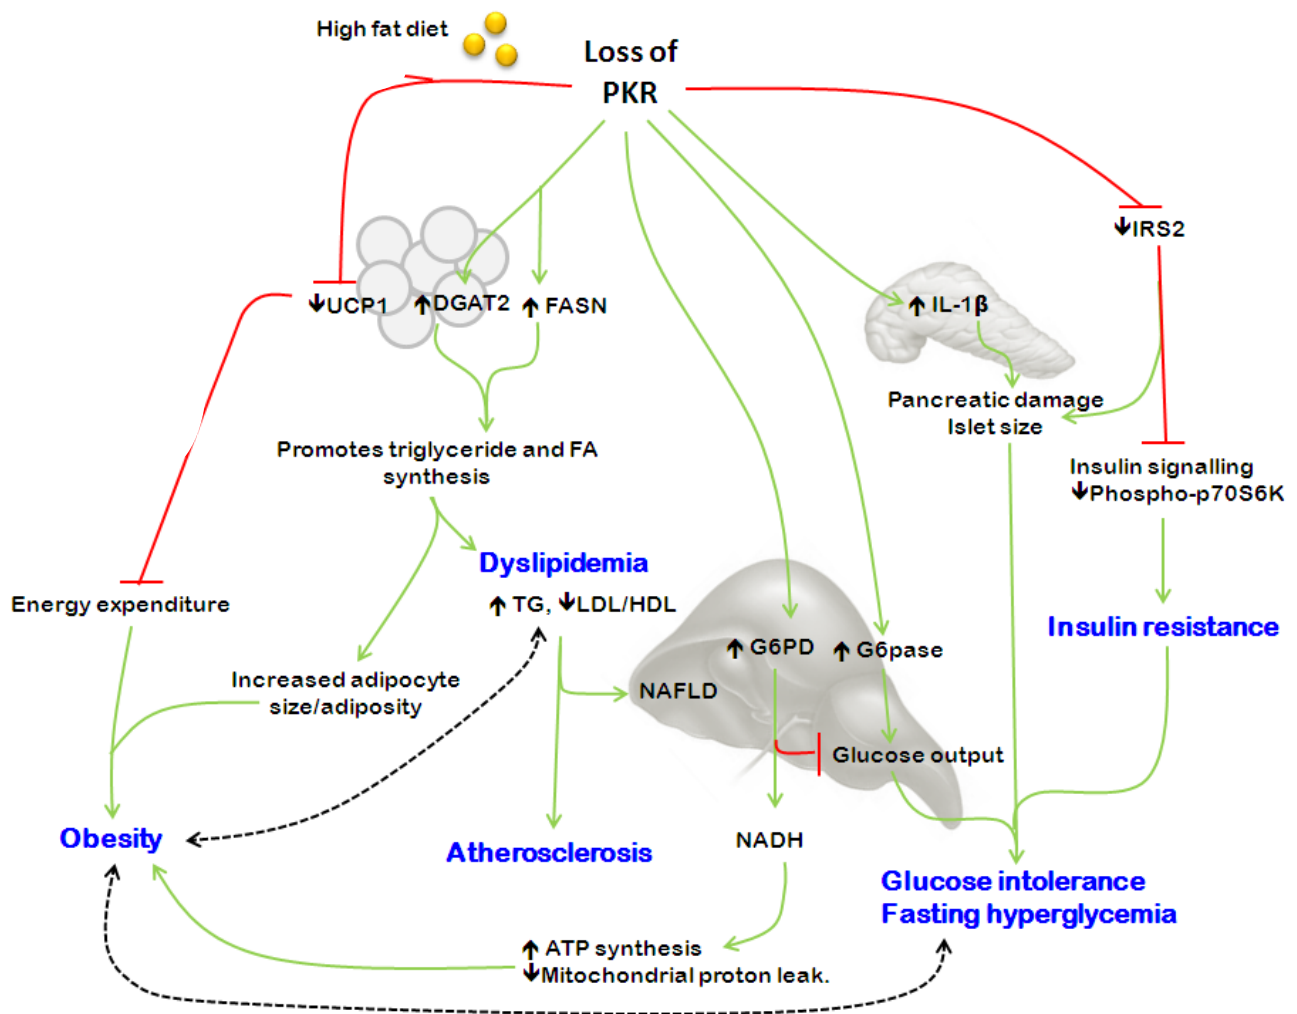 High fat diet
Loss of
PKR
🡻IRS2
🡻UCP1
🡹DGAT2
🡹 FASN
🡹 IL-1β
Pancreatic damage
Islet size
Promotes triglyceride and FA
synthesis
Insulin signalling
🡻Phospho-p70S6K
Dyslipidemia
🡹 TG, 🡻LDL/HDL
Energy expenditure
Insulin resistance
🡹 G6PD
🡹 G6pase
Increased adipocyte
size/adiposity
NAFLD
Glucose output
Obesity
Atherosclerosis
NADH
Glucose intolerance
Fasting hyperglycemia
🡹 ATP synthesis
🡻Mitochondrial proton leak.